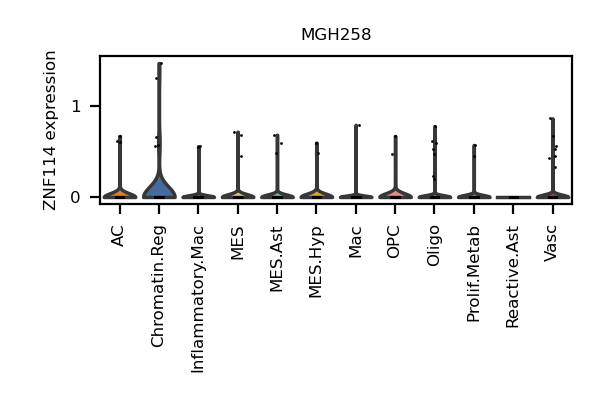 MGH258
ZNF114 expression
1
0
AC
Chromatin.Reg
Inflammatory.Mac
MES
MES.Ast
MES.Hyp
Mac
OPC
Oligo
Prolif.Metab
Reactive.Ast
Vasc